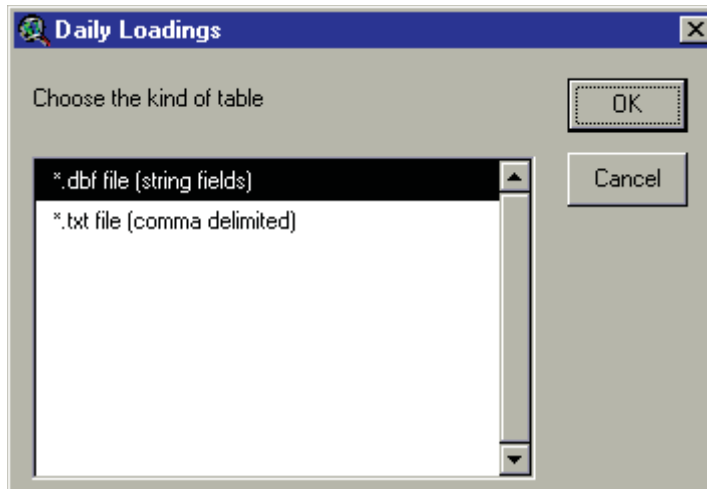 Daily Loadings
Choose the kind of table
OK
*.dbf file (string fields)
Cancel
*.txt file (comma delimited)